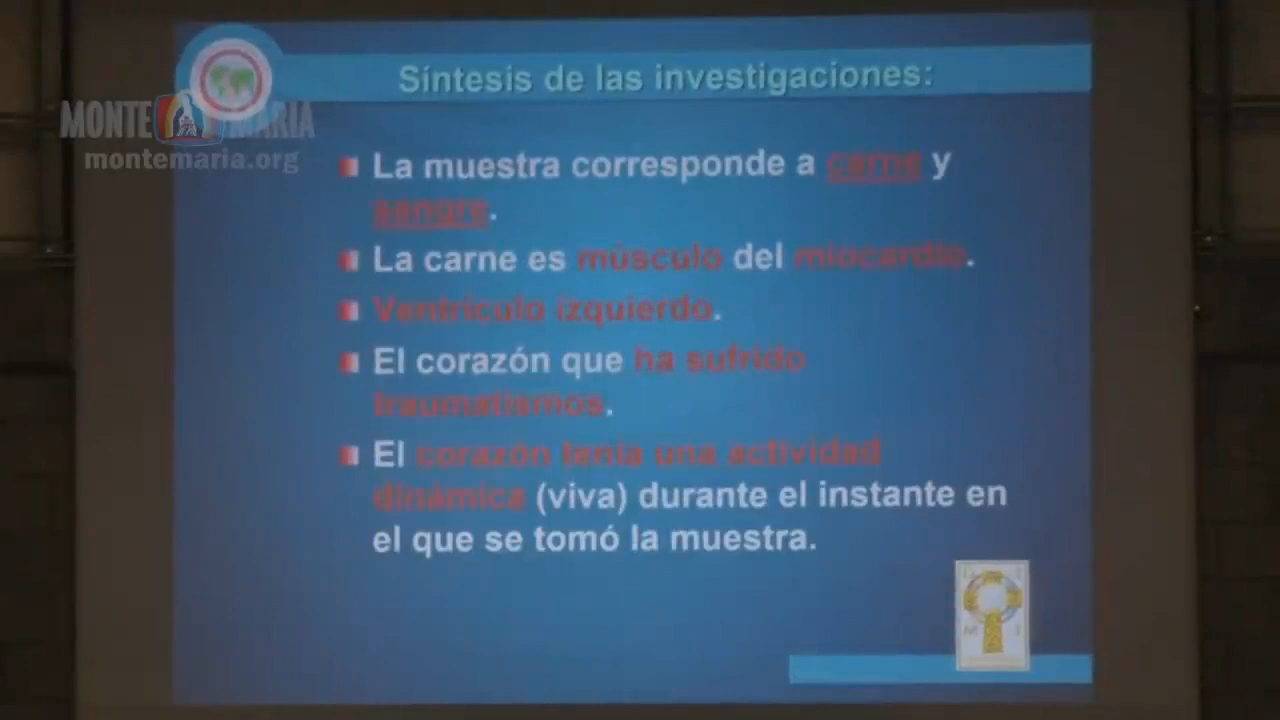 Síntesis de las investigaciones:
MONTE MARIA
montemaria.org
La muestra corresponde a carne y
sangre.
La carne es músculo del miocardio.
Ventrículo izquierdo.
El corazón que ha sufrido
traumatismos.
El corazón tenía una actividad
dinámica (viva) durante el instante en
el que se tomó la muestra.